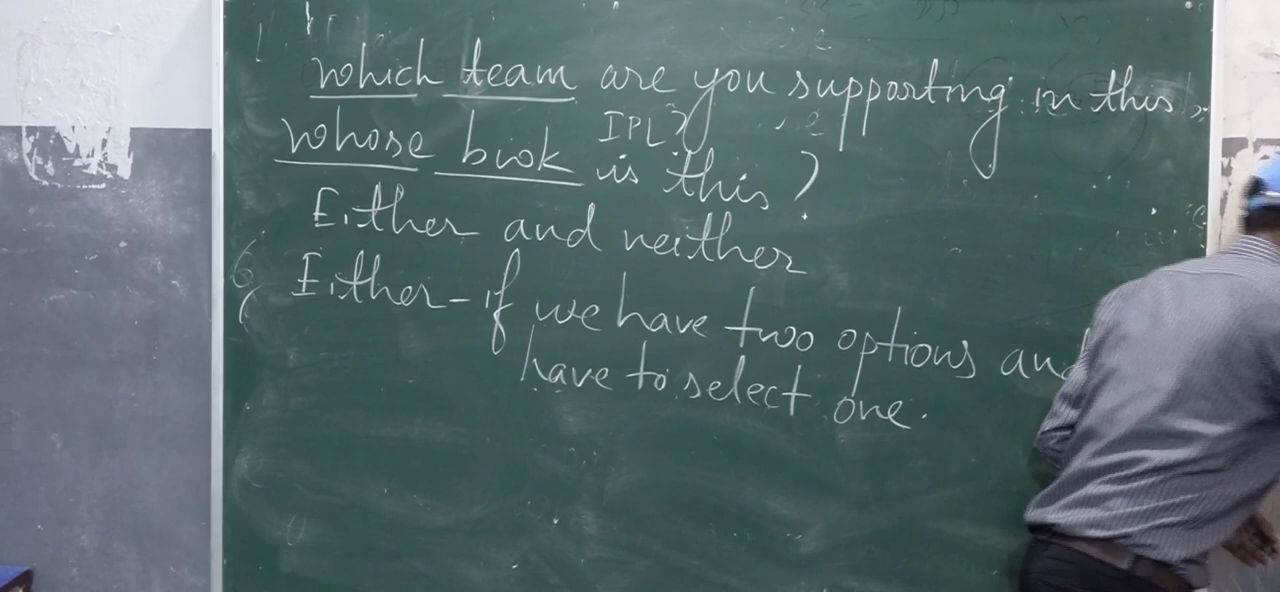 which team are you supporting in this
IPL?
whose book is this?
Either and neither
Either - if we have two options and
have to select one.